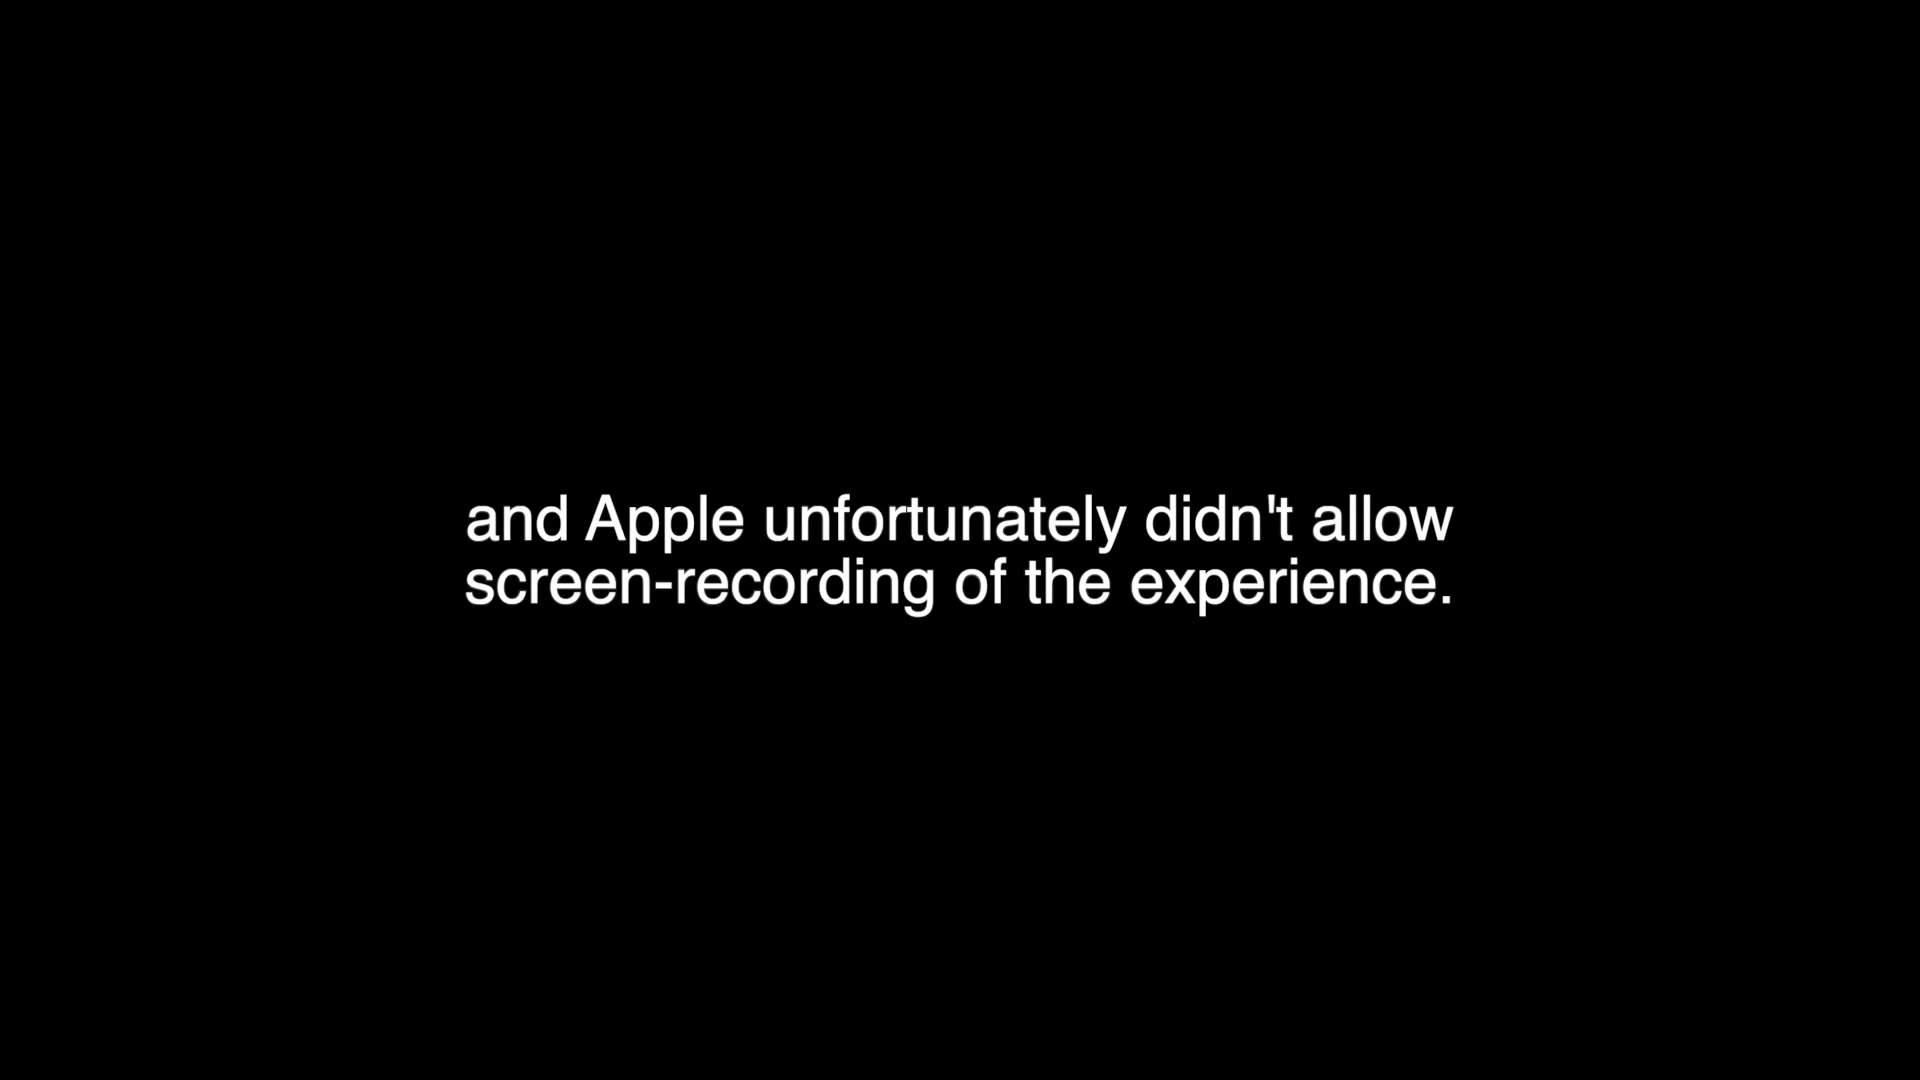 and Apple unfortunately didn't allow
screen-recording of the experience.